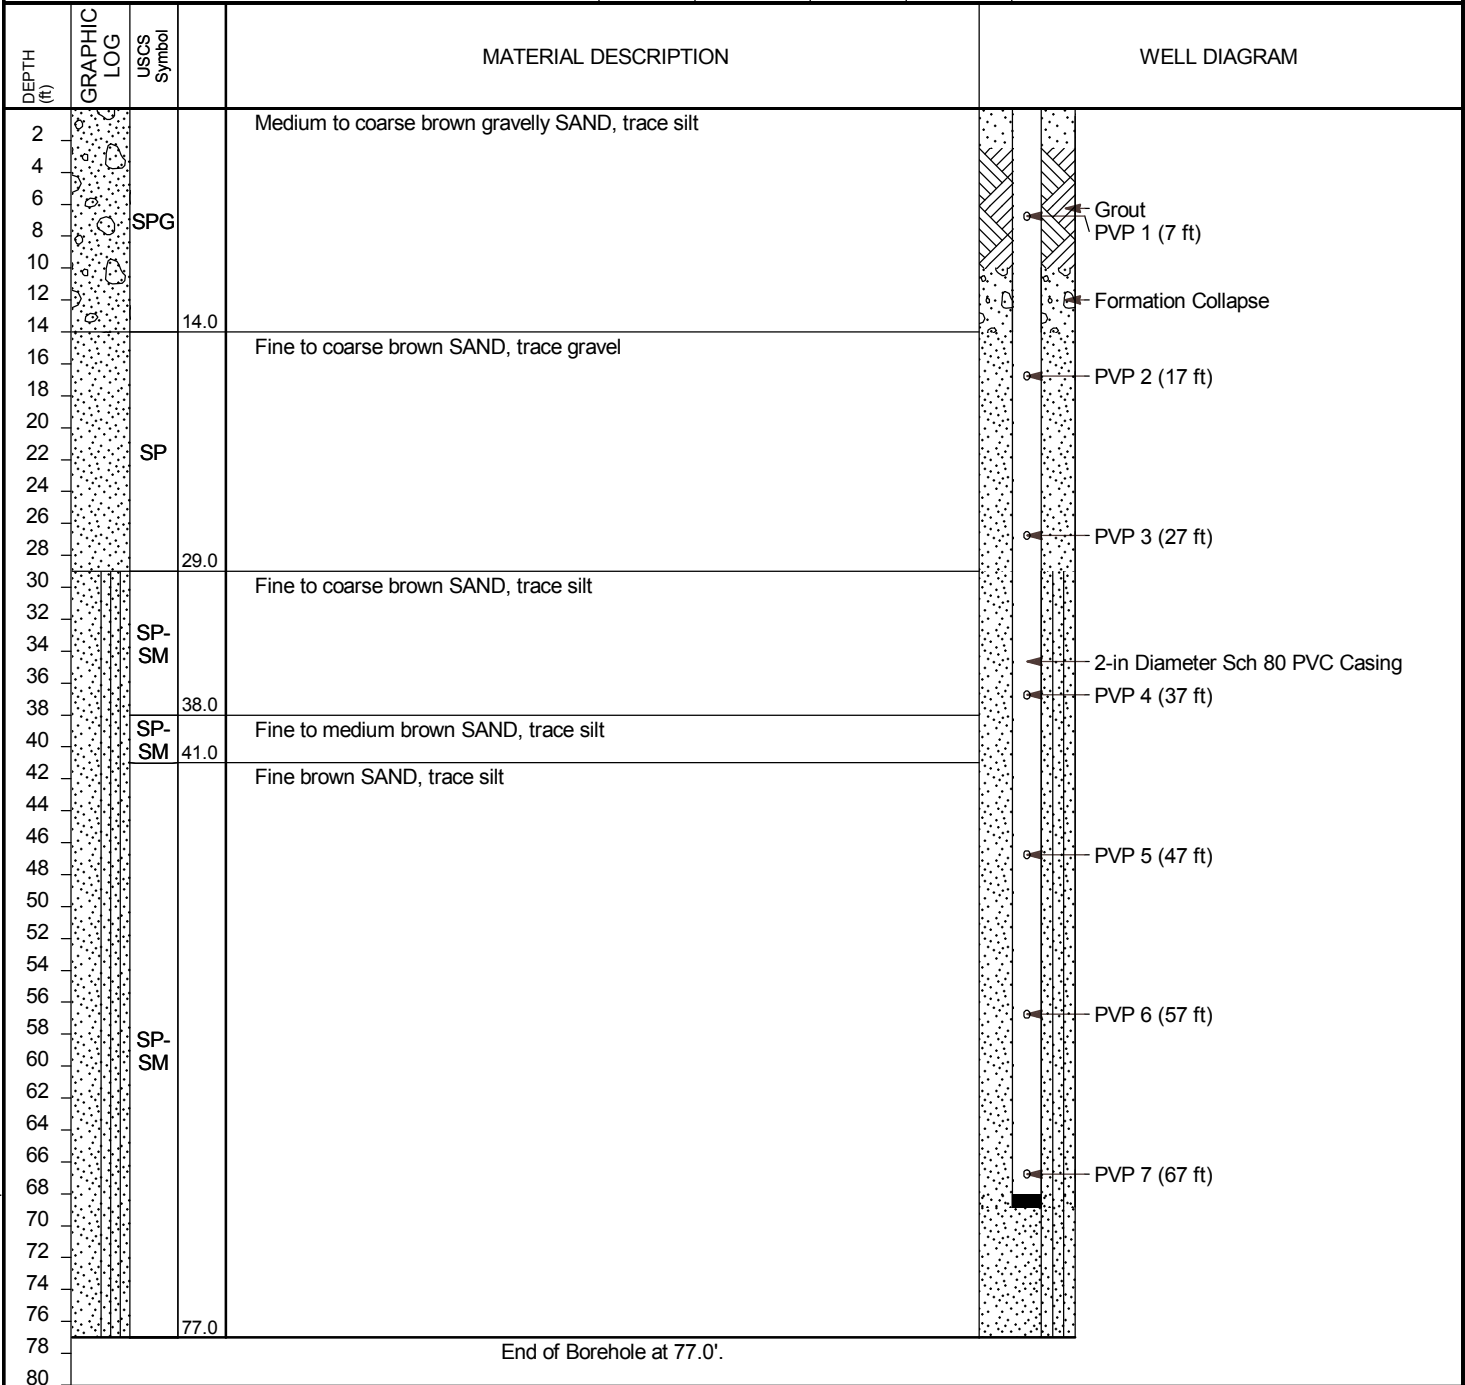 DEPTH
(ft)
GRAPHIC
LOG
USCS
Symbol
MATERIAL DESCRIPTION
WELL DIAGRAM
Medium to coarse brown gravelly SAND, trace silt
2
4
6
Grout
SPG
8
PVP 1 (7 ft)
10
12
Formation Collapse
14
14.0
Fine to coarse brown SAND, trace gravel
16
PVP 2 (17 ft)
18
20
22
SP
24
26
PVP 3 (27 ft)
28
29.0
30
Fine to coarse brown SAND, trace silt
32
34
SP-
SM
2-in Diameter Sch 80 PVC Casing
36
PVP 4 (37 ft)
38
38.0
SP-
SM
Fine to medium brown SAND, trace silt
40
41.0
42
Fine brown SAND, trace silt
44
46
PVP 5 (47 ft)
48
50
52
54
56
PVP 6 (57 ft)
58
SP-
SM
60
62
64
66
PVP 7 (67 ft)
68
70
72
74
76
77.0
78
End of Borehole at 77.0'.
80